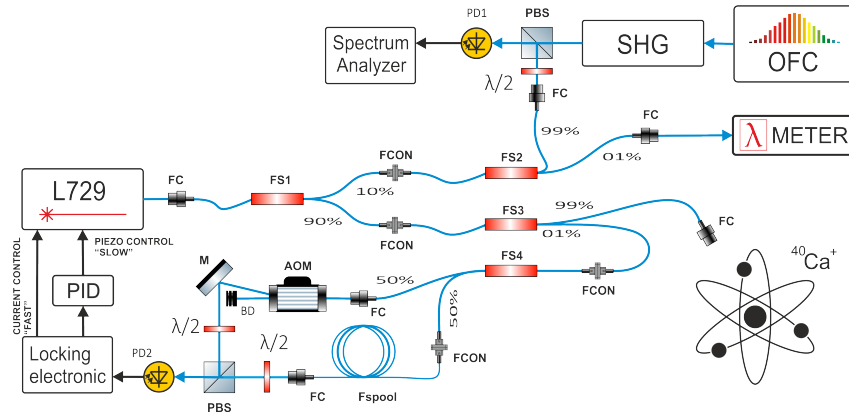 PD1
PBS
Spectrum
Analyzer
SHG
OFC
λ/2
FC
99%
FC
01%
λ METER
L729
FC
FS1
FCON
10%
FS2
90%
FCON
FS3
99%
01%
FC
FS4
FCON
CURRENT CONTROL
"FAST"
PIEZO CONTROL
"SLOW"
PID
M
AOM
BD
FC
50%
50%
FCON
λ/2
λ/2
Locking
electronic
PD2
PBS
FC
Fspool
40Ca+